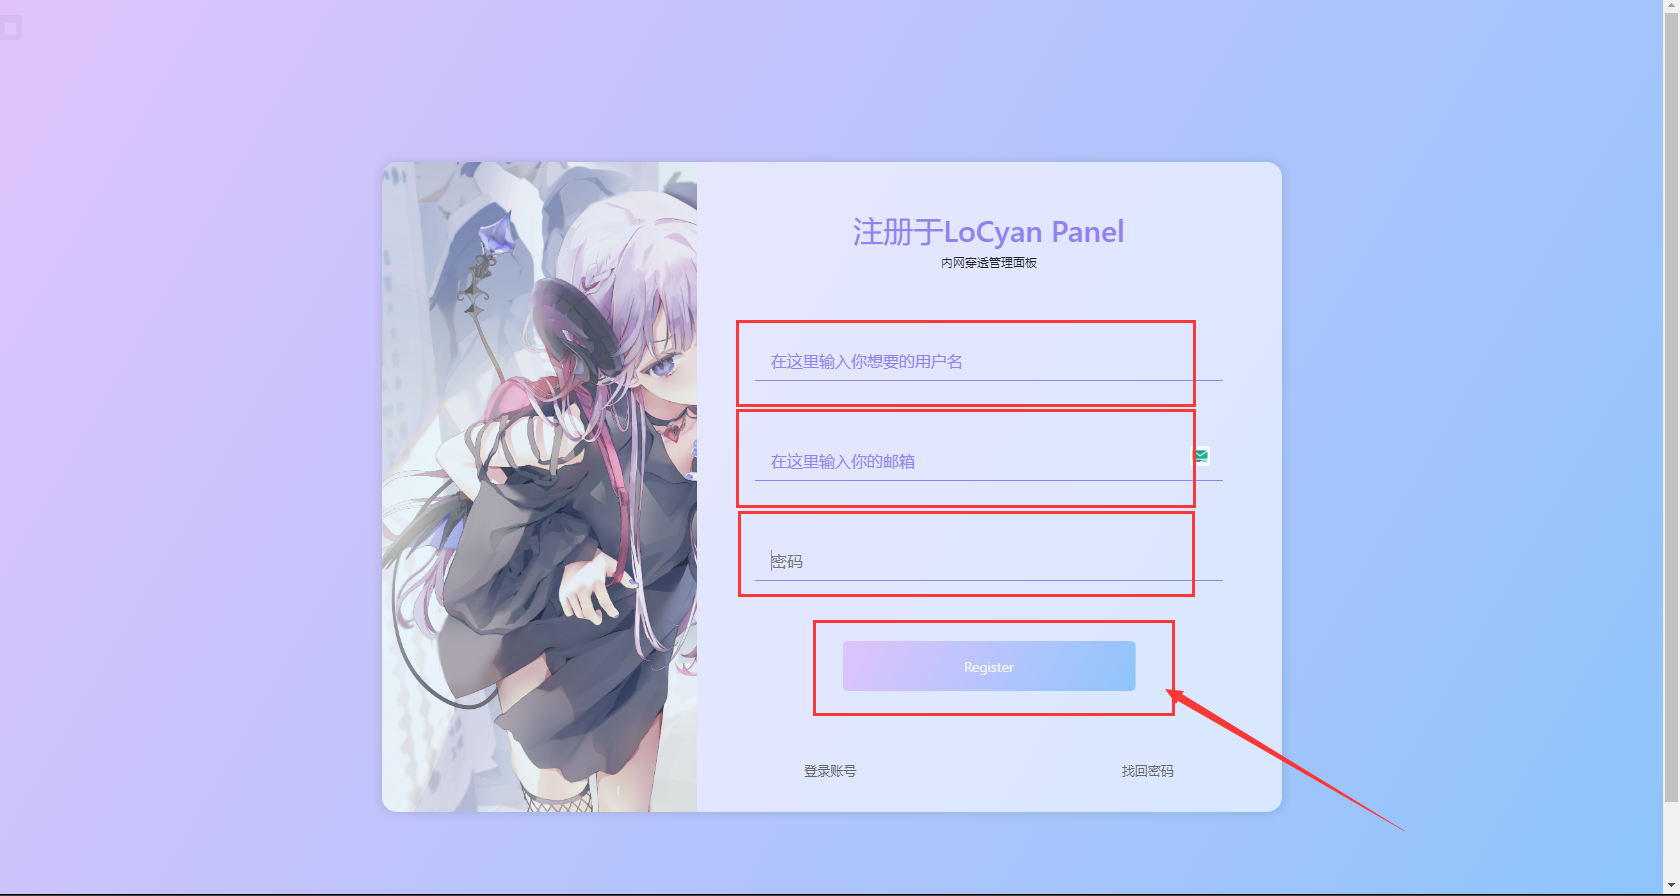 注册于LoCyan Panel
内网穿透管理面板
在这里输入你想要的用户名
在这里输入你的邮箱
密码
Register
登录账号
找回密码